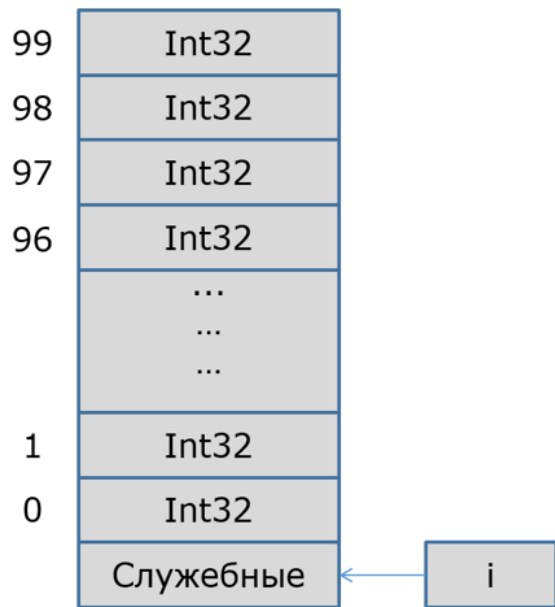 99 Int32
98 Int32
97 Int32
96 Int32
...
...
...
1 Int32
0 Int32
Служебные i